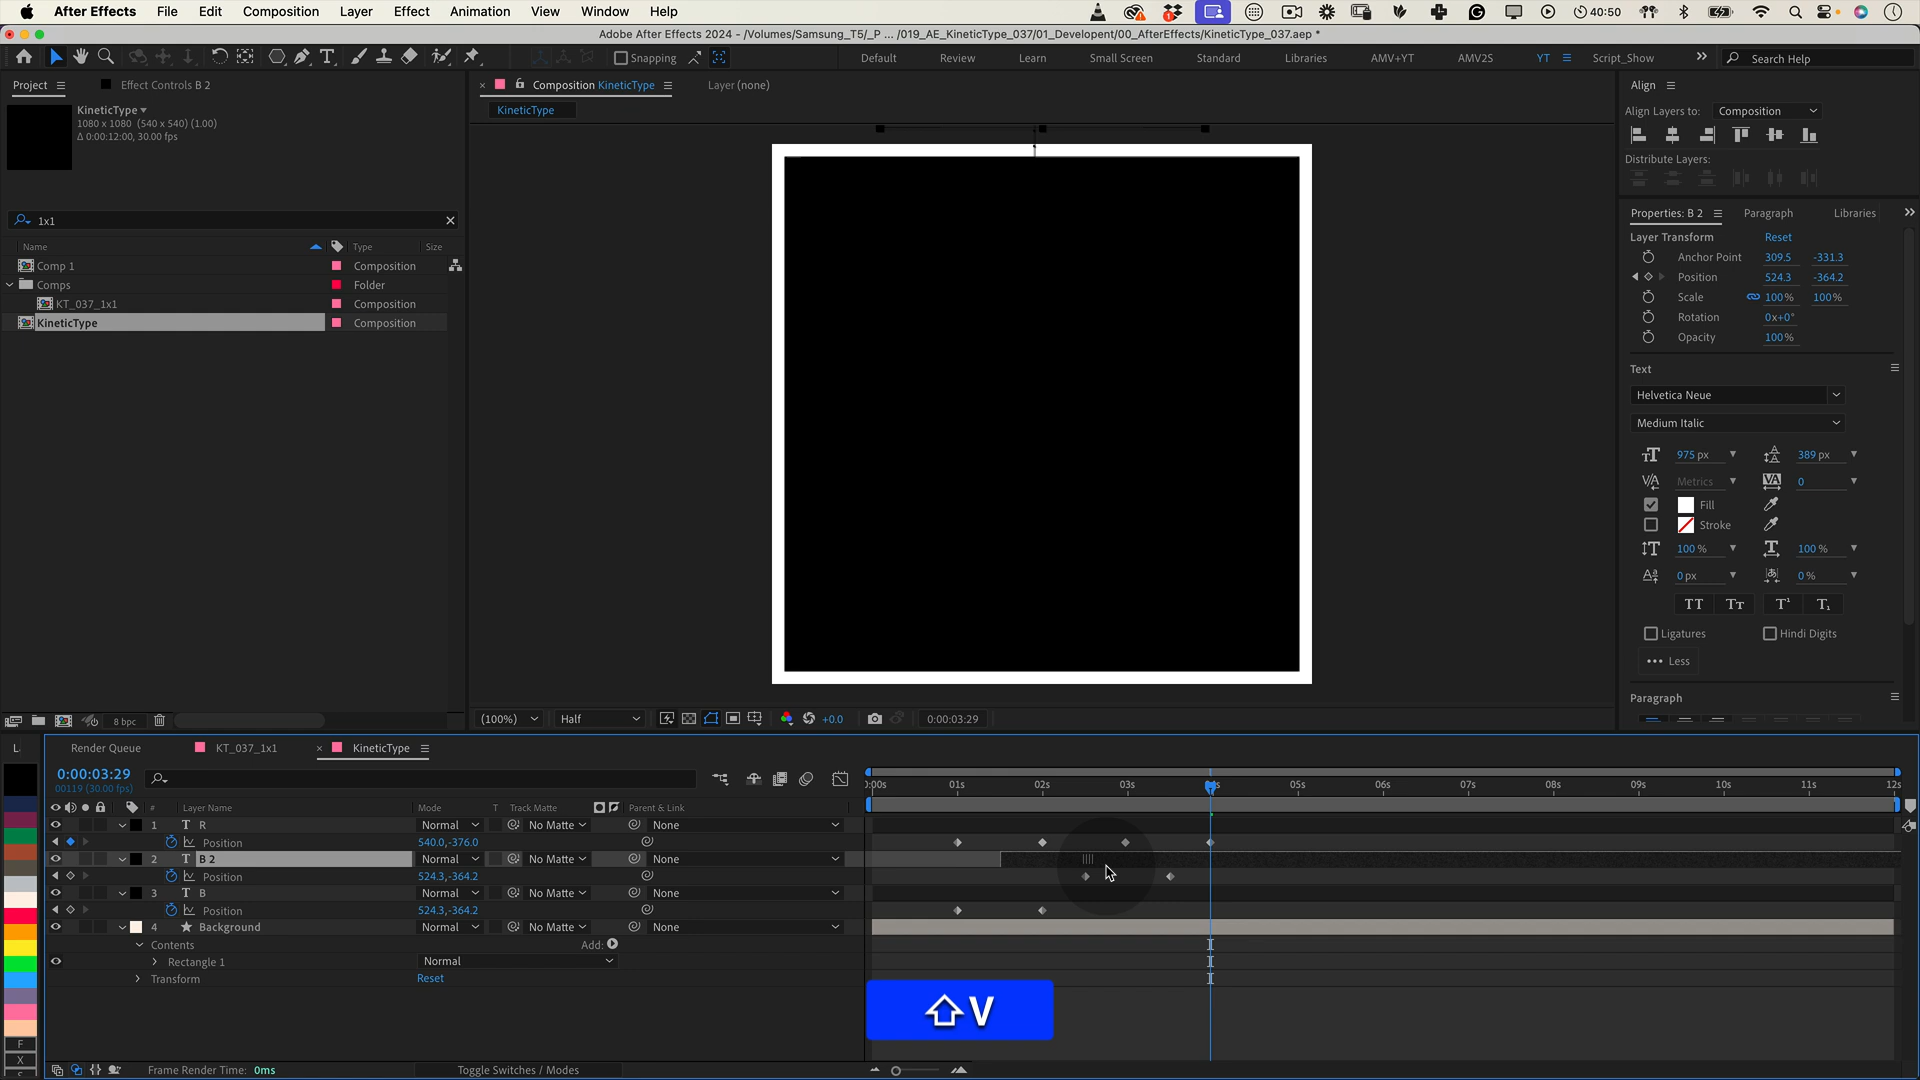 After Effects File Edit Composition Layer Effect Animation View Window Help 40:50
Adobe After Effects 2024 - /Volumes/Samsung_T5/_P ... /019_AE_KineticType_037/01_Developent/00_AfterEffects/KineticType_037.aep *
Snapping Default Review Learn Small Screen Standard Libraries AMV+YT AMV2S YT Script_Show Search Help
Project Effect Controls B 2 Composition KineticType Layer (none) Align
KineticType
1080 x 1080 (540 x 540) (1.00)
Δ 0:00:12:00, 30.00 fps
KineticType
Align Layers to: Composition
Distribute Layers:
1x1
Properties: B 2 Paragraph Libraries
Name Type Size
Comp 1 Composition
Comps Folder
KT_037_1x1 Composition
KineticType Composition
Layer Transform Reset
Anchor Point 309.5 -331.3
Position 524.3 -364.2
Scale 100% 100%
Rotation 0x+0°
Opacity 100%
Text
Helvetica Neue
Medium Italic
975 px 389 px
Metrics 0
Fill
Stroke
100 % 100 %
0 px 0 %
TT Tт T¹ T₁
Ligatures Hindi Digits
Less
Paragraph
8 bpc (100%) Half +0.0 0:00:03:29
Render Queue KT_037_1x1 KineticType
0:00:03:29
00119 (30.00 fps)
:00s 01s 02s 03s s 05s 06s 07s 08s 09s 10s 11s 12s
# Layer Name Mode T Track Matte Parent & Link
1 T R Normal No Matte None
Position 540.0,-376.0
2 T B 2 Normal No Matte None
Position 524.3,-364.2
3 T B Normal No Matte None
Position 524.3,-364.2
4 Background Normal No Matte None
Contents Add:
Rectangle 1 Normal
Transform Reset
⇧V
F
X
Frame Render Time: 0ms Toggle Switches / Modes